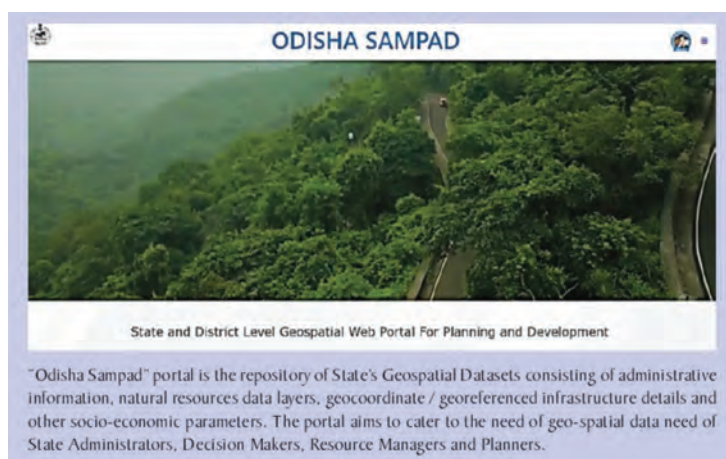 ODISHA SAMPAD
State and District Level Geospatial Web Portal For Planning and Development
"Odisha Sampad" portal is the repository of State's Geospatial Datasets consisting of administrative
information, natural resources data layers, geocoordinate / georeferenced infrastructure details and
other socio-economic parameters. The portal aims to cater to the need of geo-spatial data need of
State Administrators, Decision Makers, Resource Managers and Planners.